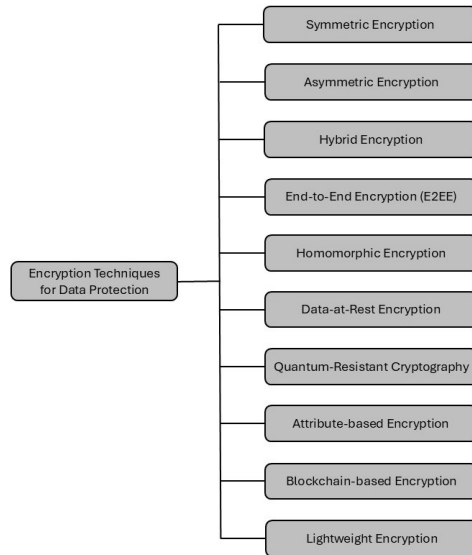 Symmetric Encryption
Asymmetric Encryption
Hybrid Encryption
End-to-End Encryption (E2EE)
Homomorphic Encryption
Encryption Techniques
for Data Protection
Data-at-Rest Encryption
Quantum-Resistant Cryptography
Attribute-based Encryption
Blockchain-based Encryption
Lightweight Encryption